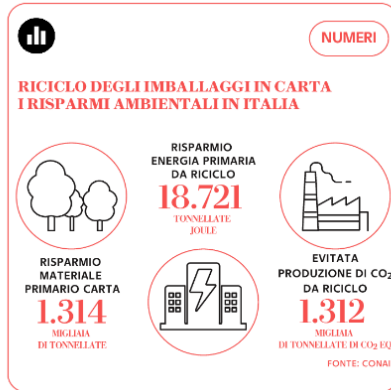 NUMERI
RICICLO DEGLI IMBALLAGGI IN CARTA
I RISPARMI AMBIENTALI IN ITALIA
RISPARMIO
ENERGIA PRIMARIA
DA RICICLO
18.721
TONNELLATE
JOULE
RISPARMIO
MATERIALE
PRIMARIO CARTA
1.314
MIGLIAIA
DI TONNELLATE
EVITATA
PRODUZIONE DI CO₂
DA RICICLO
1.312
MIGLIAIA
DI TONNELLATE DI CO₂ EQ
FONTE: CONAI